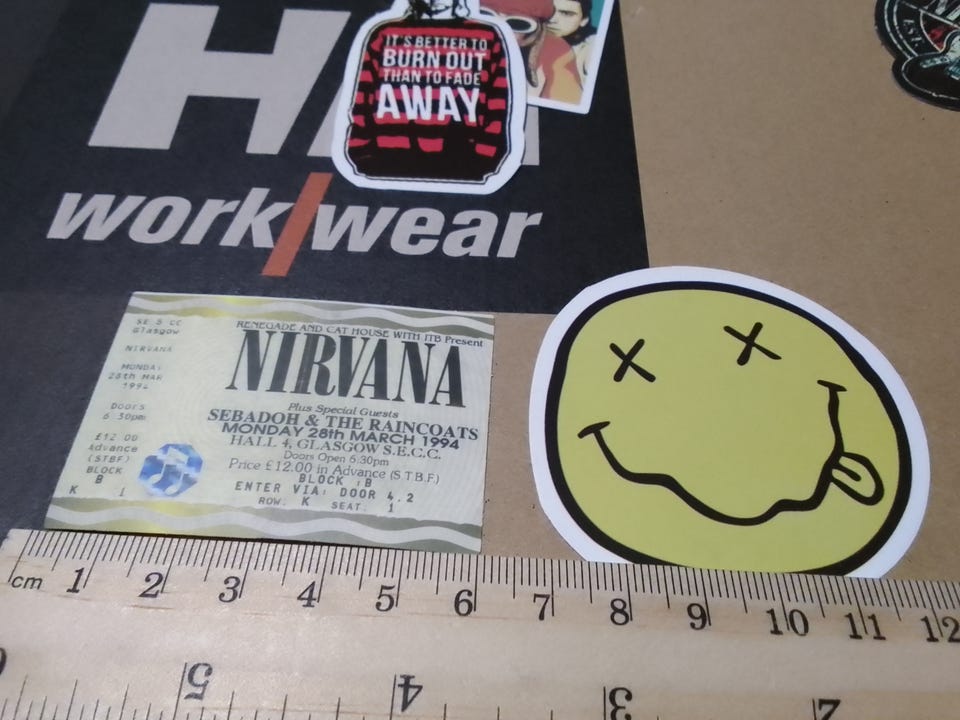 H
IT'S BETTER TO
BURN OUT
THAN TO FADE
AWAY
EST.
work/wear
SE S CC
Glasgow
NIRVANA
MONDAY
28th MAR
1994
Doors
6 30pm
£12 00
Advance
(STBF)
BLOCK
B
K 1
RENEGADE AND CAT HOUSE WITH ITB Present
NIRVANA
Plus Special Guests
SEBADOH & THE RAINCOATS
MONDAY 28th MARCH 1994
HALL 4, GLASGOW S.E.C.C.
Doors Open 6.30pm
Price £12.00 in Advance (S.T.B.F)
BLOCK :B
ENTER VIA: DOOR 4.2
ROW. K SEAT. 1
cm 1 2 3 4 5 6 7 8 9 10 11 12
5 4 3 2